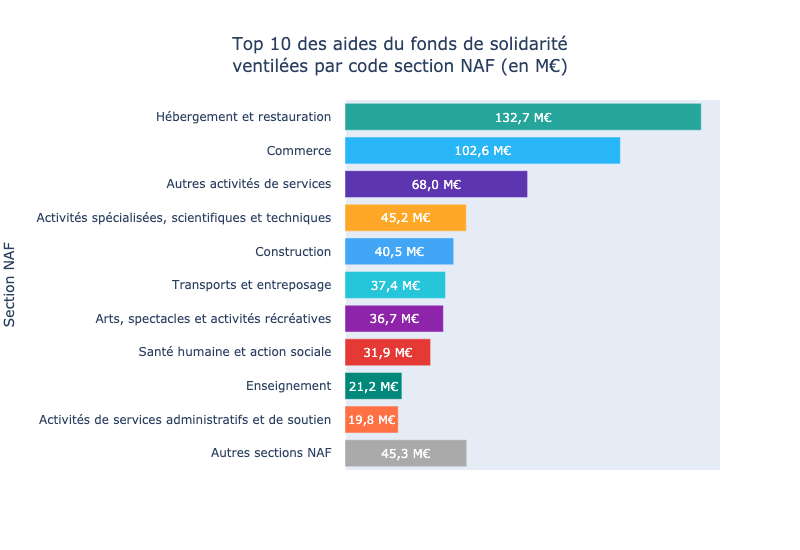 Top 10 des aides du fonds de solidarité
ventilées par code section NAF (en M€)
Section NAF
Hébergement et restauration 132,7 M€
Commerce 102,6 M€
Autres activités de services 68,0 M€
Activités spécialisées, scientifiques et techniques 45,2 M€
Construction 40,5 M€
Transports et entreposage 37,4 M€
Arts, spectacles et activités récréatives 36,7 M€
Santé humaine et action sociale 31,9 M€
Enseignement 21,2 M€
Activités de services administratifs et de soutien 19,8 M€
Autres sections NAF 45,3 M€